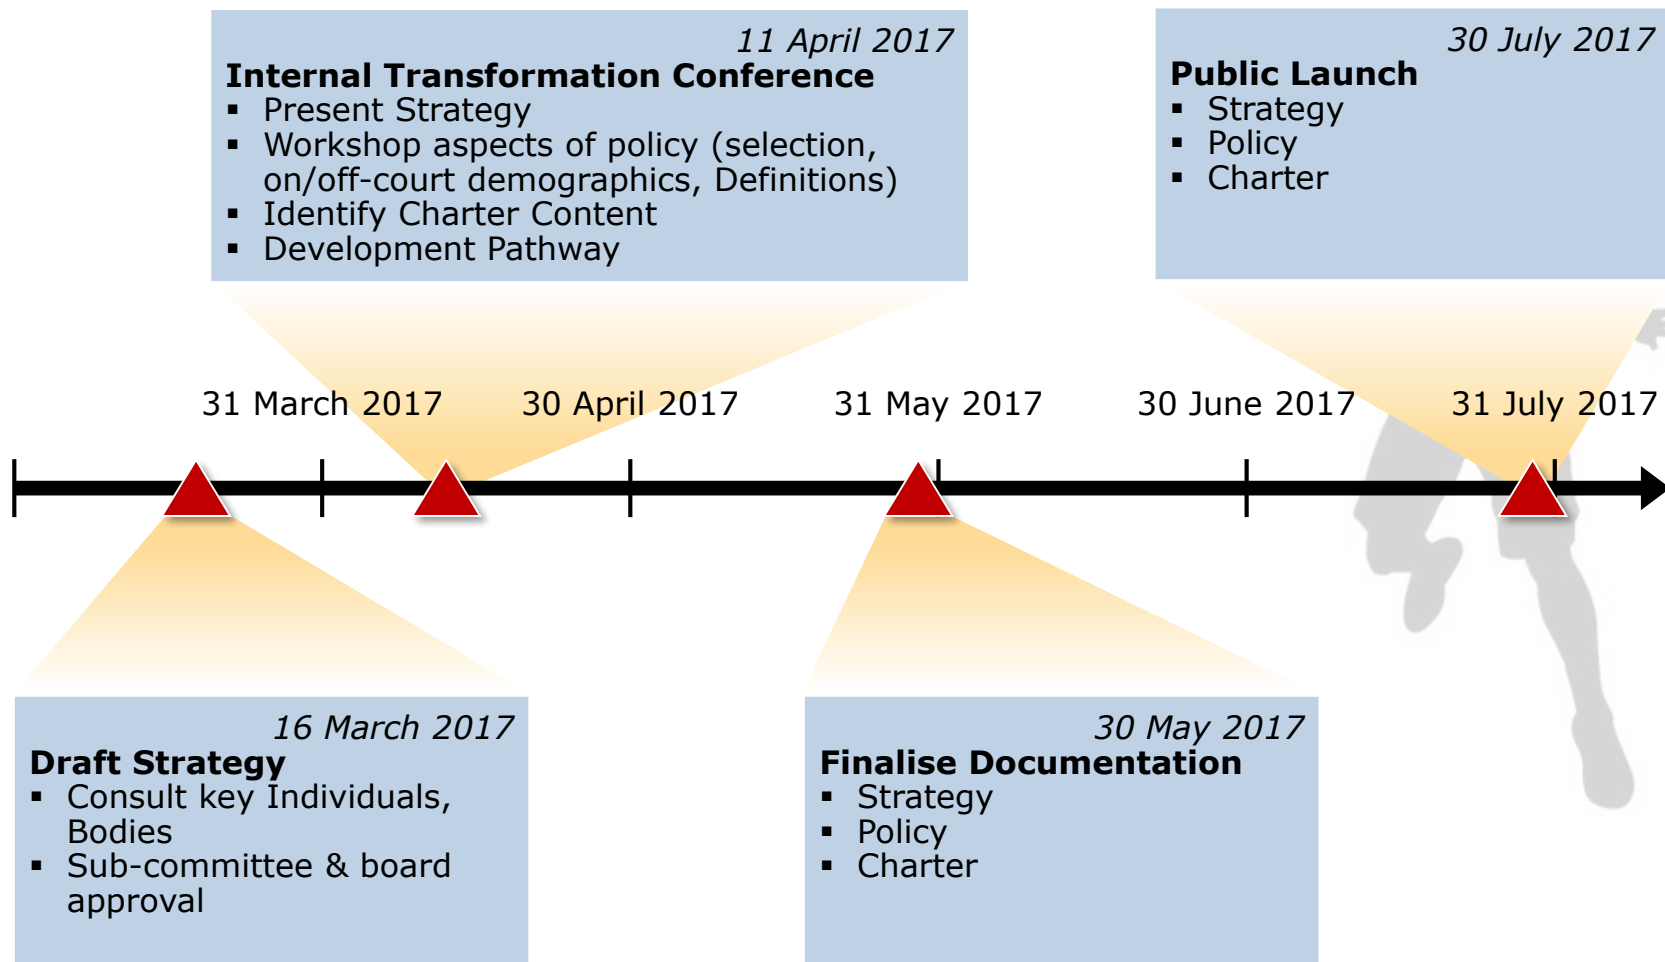 11 April 2017
Internal Transformation Conference
▪ Present Strategy
▪ Workshop aspects of policy (selection,
on/off-court demographics, Definitions)
▪ Identify Charter Content
▪ Development Pathway
30 July 2017
Public Launch
▪ Strategy
▪ Policy
▪ Charter
31 March 2017
30 April 2017
31 May 2017
30 June 2017
31 July 2017
16 March 2017
Draft Strategy
▪ Consult key Individuals,
Bodies
▪ Sub-committee & board
approval
30 May 2017
Finalise Documentation
▪ Strategy
▪ Policy
▪ Charter